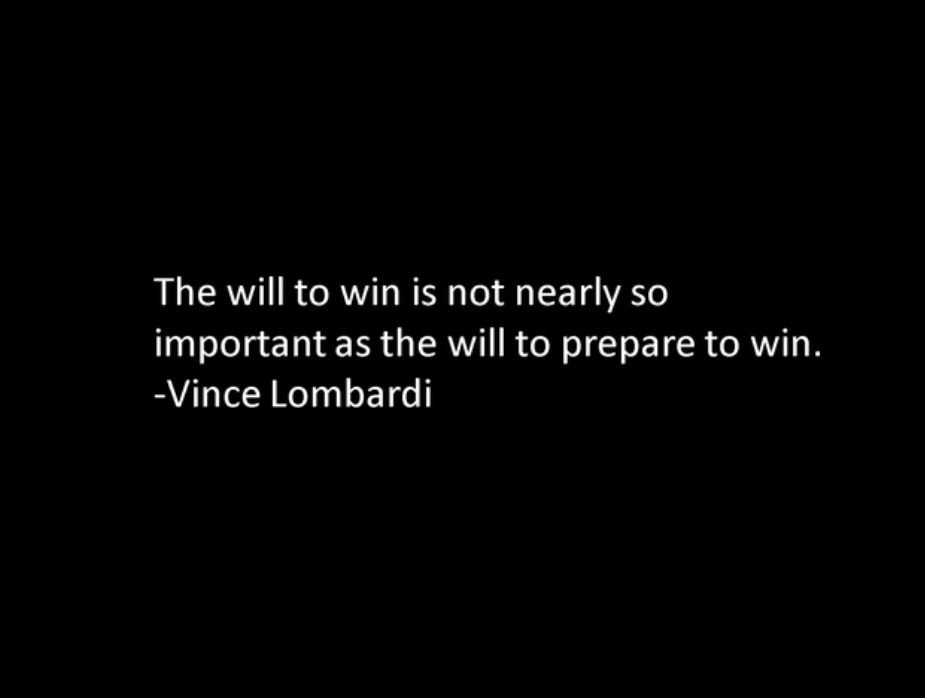 The will to win is not nearly so
important as the will to prepare to win.
-Vince Lombardi